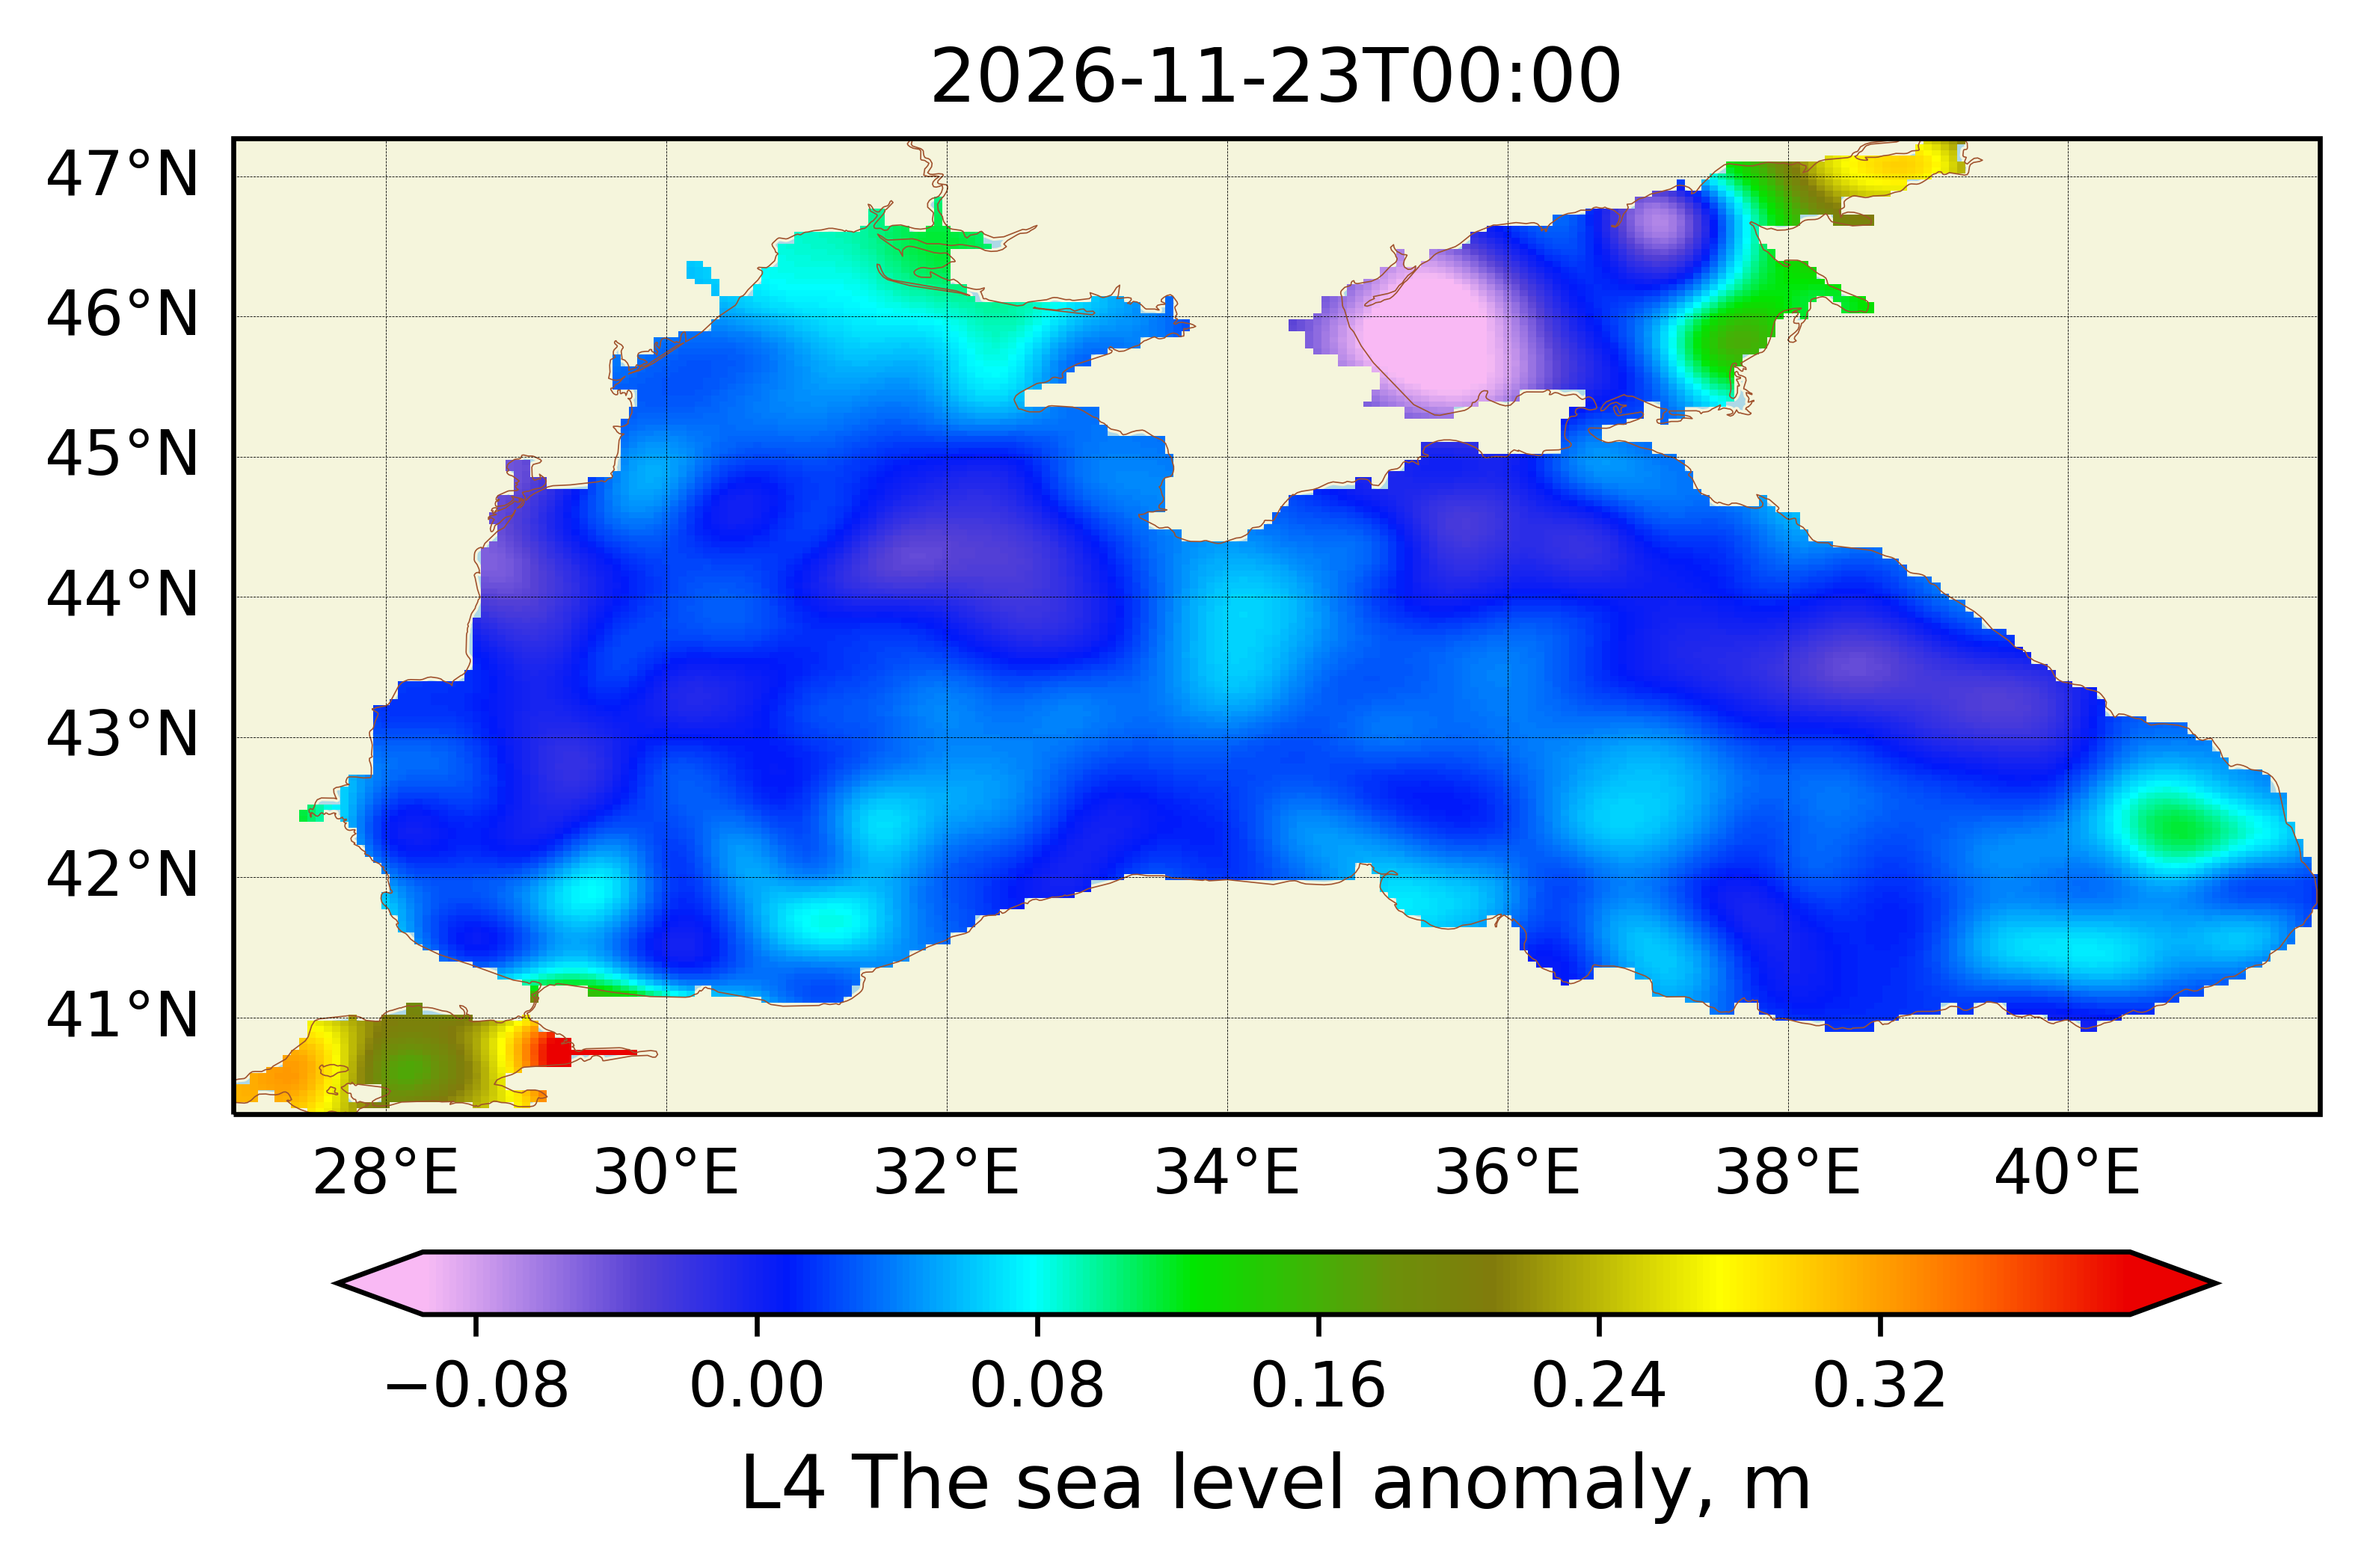 2026-11-23T00:00
47°N
46°N
45°N
44°N
43°N
42°N
41°N
28°E 30°E 32°E 34°E 36°E 38°E 40°E
−0.08 0.00 0.08 0.16 0.24 0.32
L4 The sea level anomaly, m